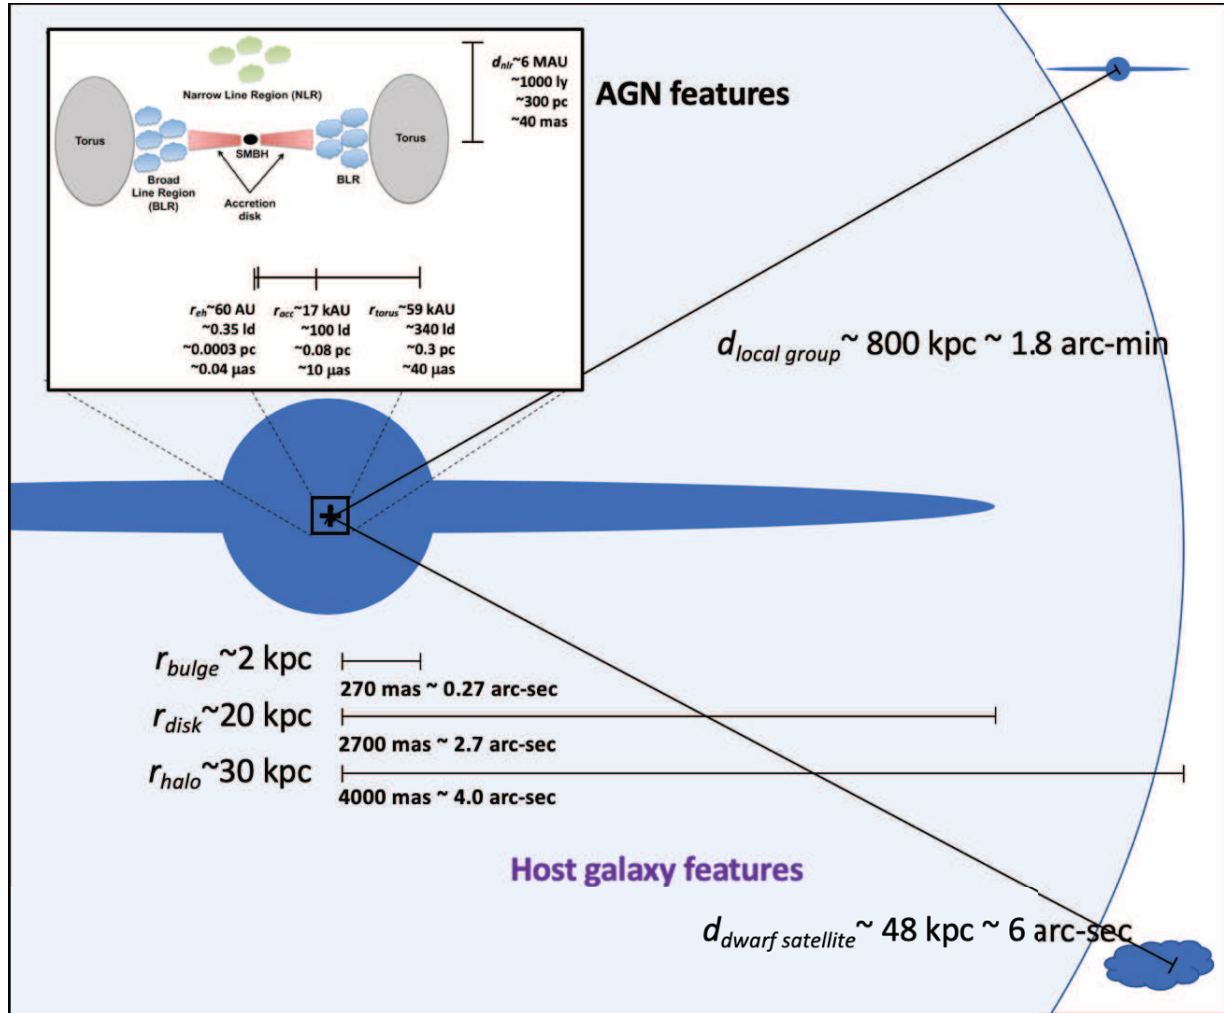 Narrow Line Region (NLR)
d_nlr~6 MAU
~1000 ly
~300 pc
~40 mas
AGN features
Torus
SMBH
Torus
Broad
Line Region
(BLR)
BLR
Accretion
disk
r_eh~60 AU
~0.35 ld
~0.0003 pc
~0.04 µas
r_acc~17 kAU
~100 ld
~0.08 pc
~10 µas
r_torus~59 kAU
~340 ld
~0.3 pc
~40 µas
d_local group~ 800 kpc ~ 1.8 arc-min
r_bulge~2 kpc
270 mas ~ 0.27 arc-sec
r_disk~20 kpc
2700 mas ~ 2.7 arc-sec
r_halo~30 kpc
4000 mas ~ 4.0 arc-sec
Host galaxy features
d_dwarf satellite~ 48 kpc ~ 6 arc-sec